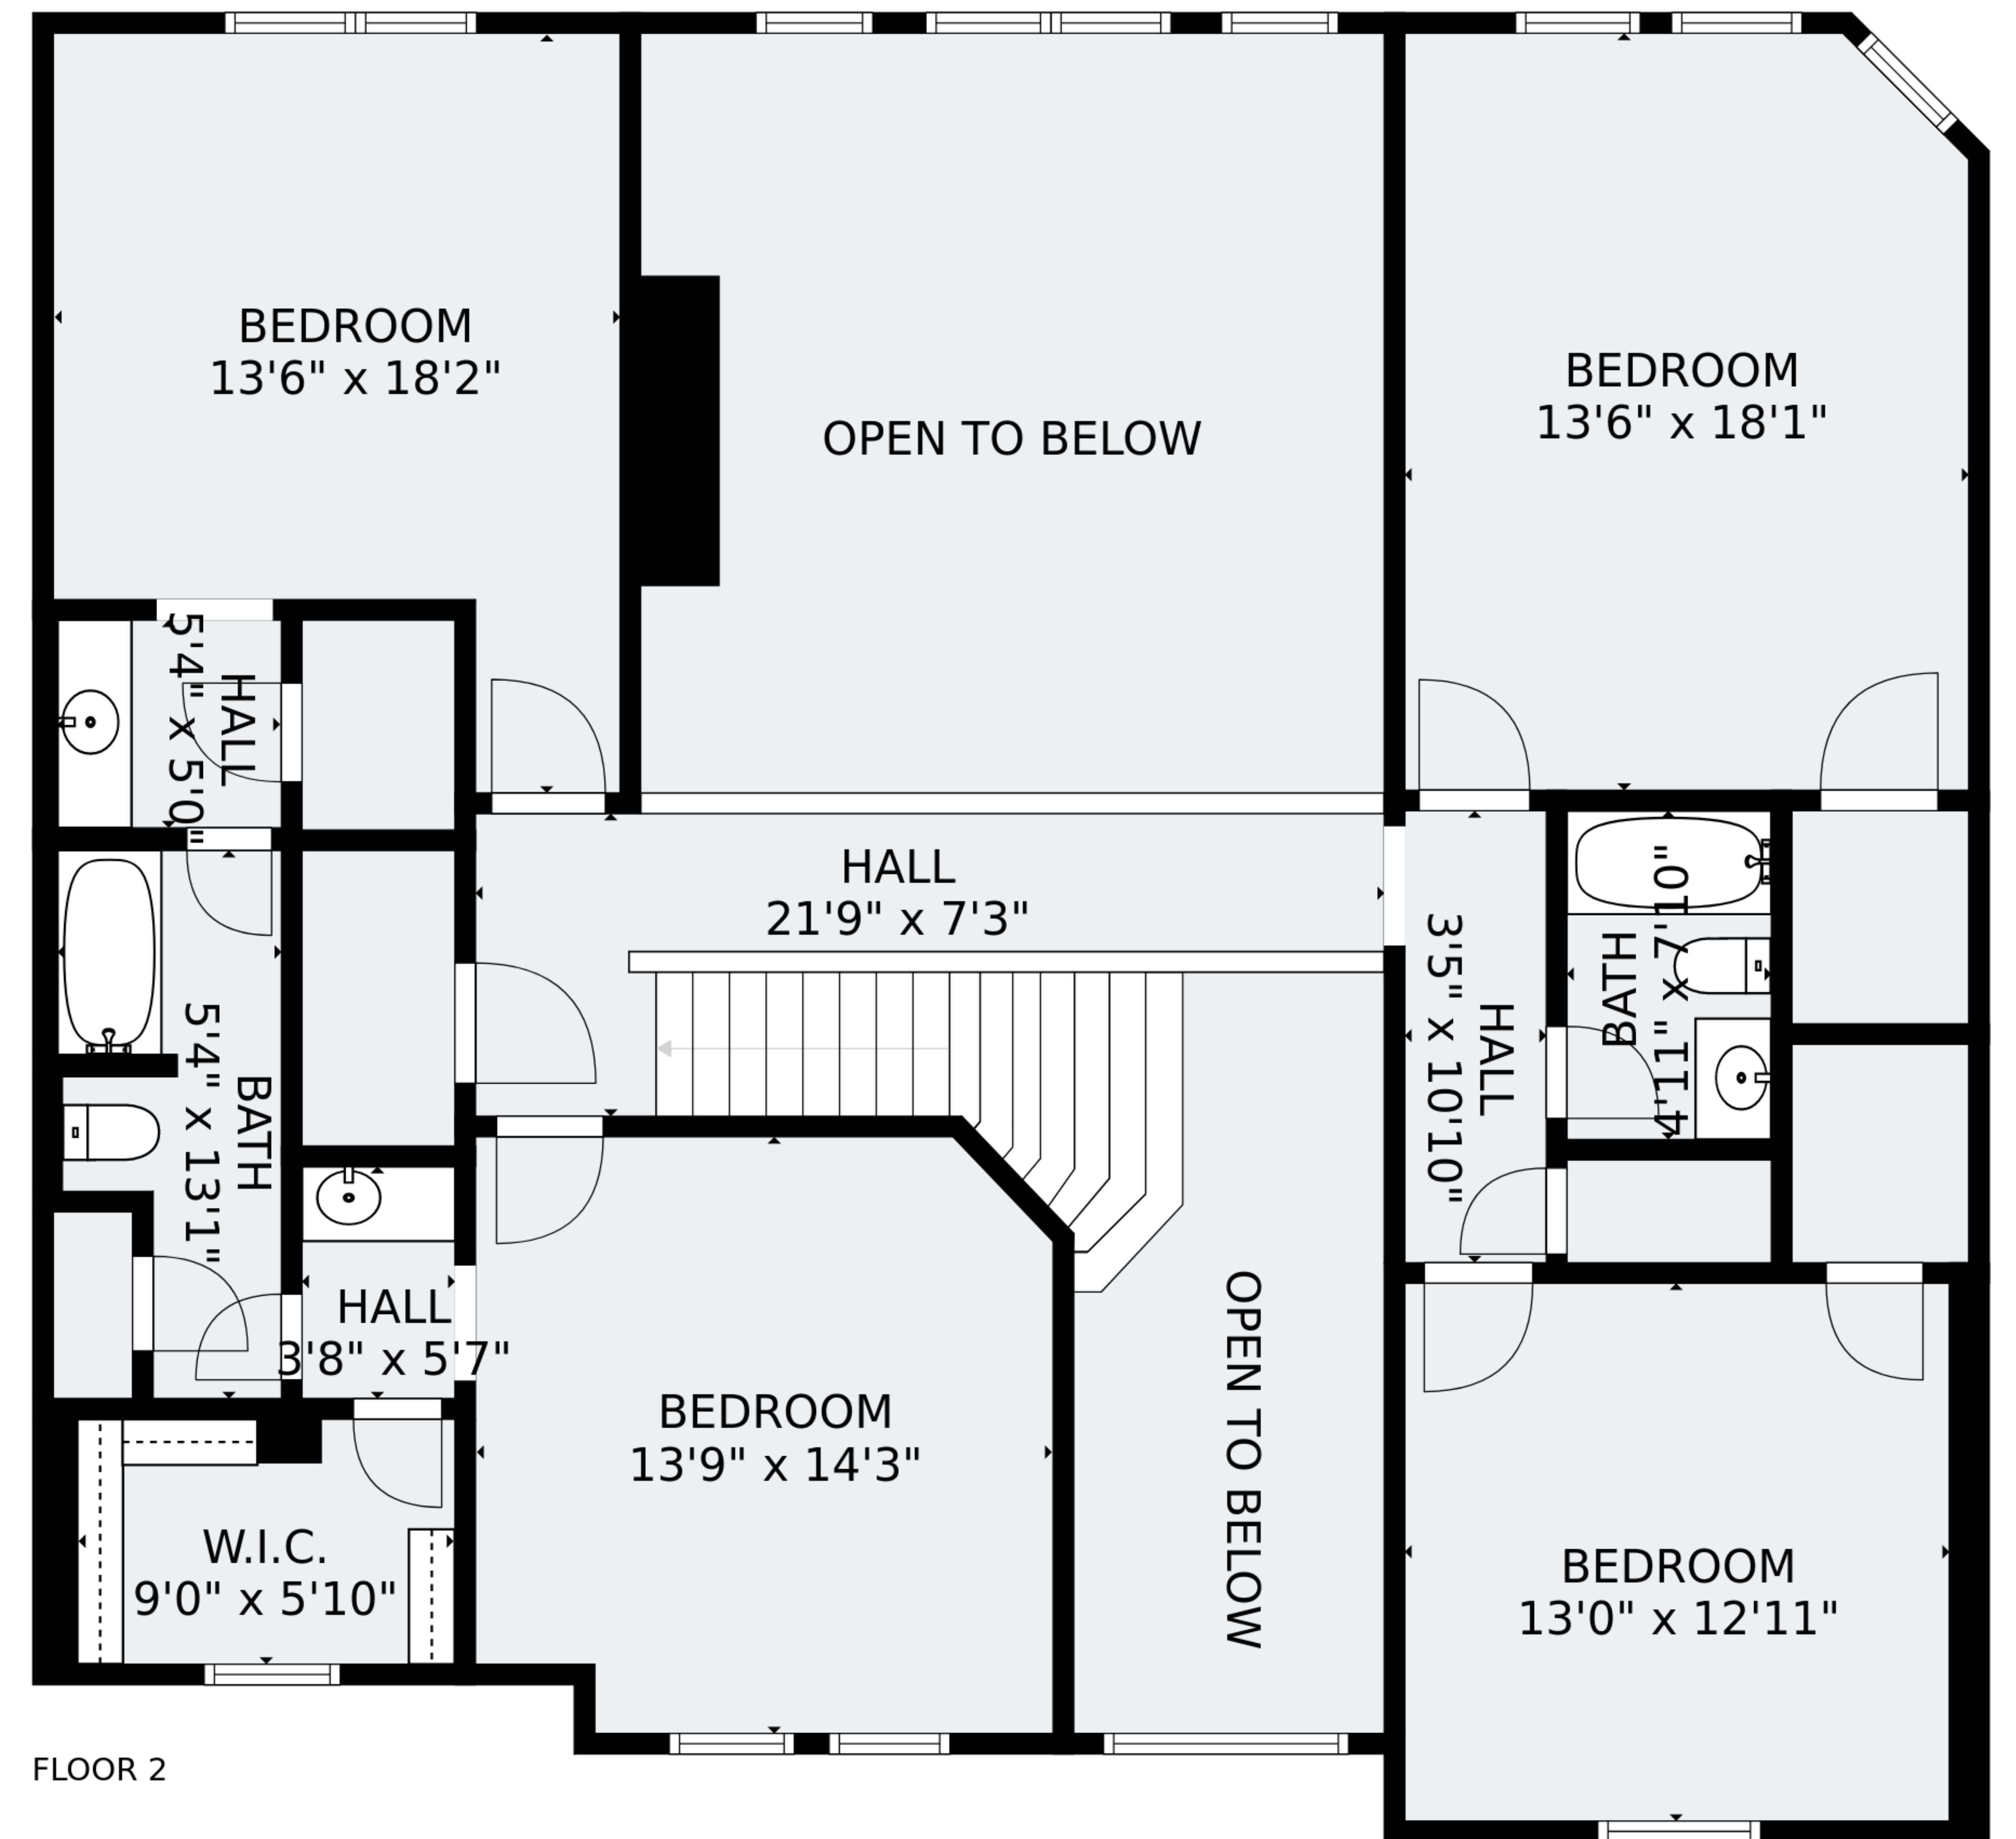 BEDROOM
13'6" x 18'2"
OPEN TO BELOW
BEDROOM
13'6" x 18'1"
HALL
5'4" x 5'0"
HALL
21'9" x 7'3"
HALL
3'5" x 10'10"
BATH
4'11" x 7'10"
BATH
5'4" x 13'1"
HALL
3'8" x 5'7"
BEDROOM
13'9" x 14'3"
OPEN TO BELOW
W.I.C.
9'0" x 5'10"
BEDROOM
13'0" x 12'11"
FLOOR 2